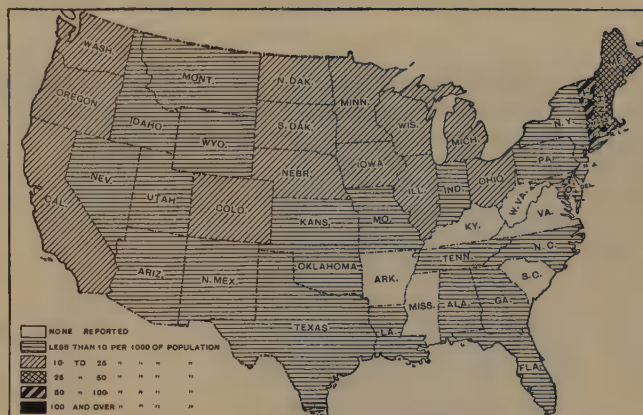 WASH.
MONT.
N. DAK.
MINN.
ME.
OREGON
IDAHO
S. DAK.
WIS.
MICH.
N.Y.
WYO.
IOWA
PA.
NEBR.
NEV.
UTAH
COLO.
ILL.
IND.
OHIO
DEL.
CAL.
KANS.
MO.
KY.
W. VA.
VA.
ARIZ.
N. MEX.
OKLAHOMA
ARK.
TENN.
N.C.
S.C.
TEXAS
LA.
MISS.
ALA.
GA.
FLA.
NONE REPORTED
LESS THAN 10 PER 1000 OF POPULATION
10 TO 25 " " " "
25 " 50 " " " "
50 " 100 " " " "
100 AND OVER " " " "